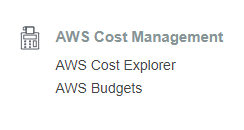 AWS Cost Management
AWS Cost Explorer
AWS Budgets